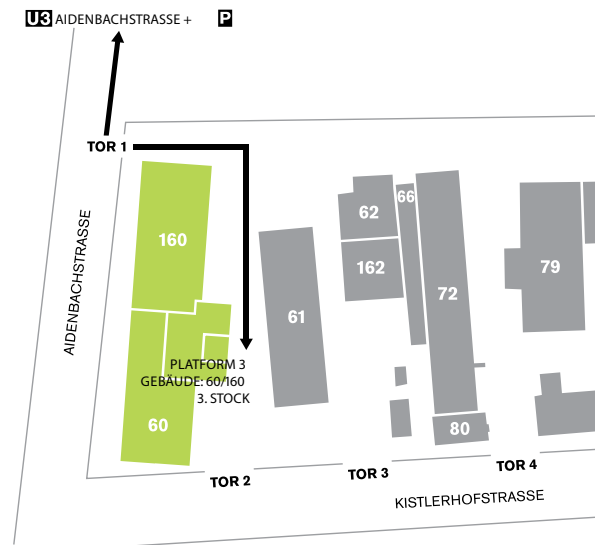 U3 AIDENBACHSTRASSE + P
TOR 1
AIDENBACHSTRASSE
160
62
66
162
72
79
61
PLATFORM 3
GEBÄUDE: 60/160
3. STOCK
60
80
TOR 2
TOR 3
TOR 4
KISTLERHOFSTRASSE